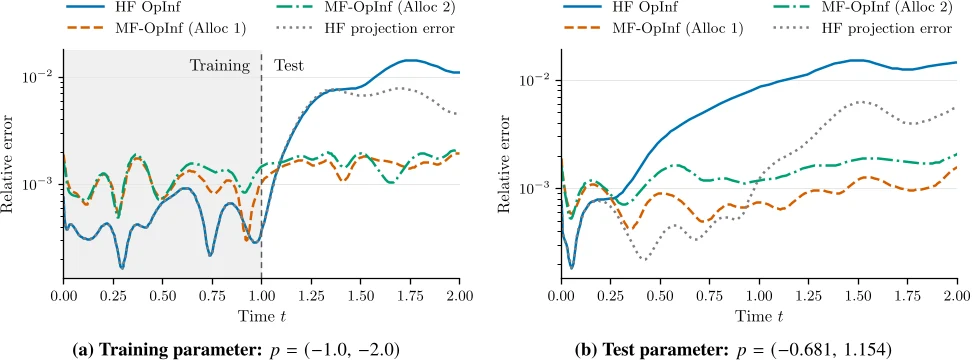 HF OpInf
MF-OpInf (Alloc 1)
MF-OpInf (Alloc 2)
HF projection error
Training
Test
10⁻²
10⁻³
Relative error
0.00 0.25 0.50 0.75 1.00 1.25 1.50 1.75 2.00
Time t
(a) Training parameter: p = (−1.0, −2.0)
HF OpInf
MF-OpInf (Alloc 1)
MF-OpInf (Alloc 2)
HF projection error
10⁻²
10⁻³
Relative error
0.00 0.25 0.50 0.75 1.00 1.25 1.50 1.75 2.00
Time t
(b) Test parameter: p = (−0.681, 1.154)